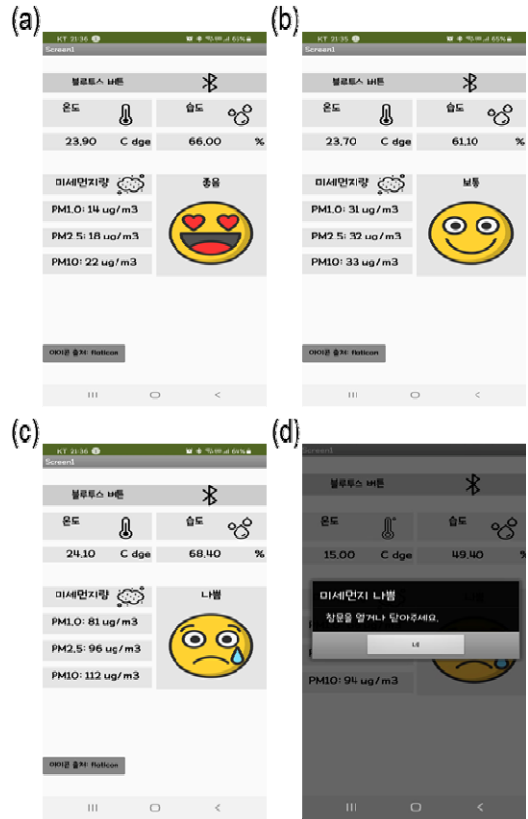 (a)
KT 21:36
Screen1
블루투스 버튼
온도
습도
23.90 C dge 66.00 %
미세먼지량
좋음
PM1.0: 14 ug/m3
PM2.5: 18 ug/m3
PM10: 22 ug/m3
아이콘 출처: flaticon
(b)
KT 21:35
Screen1
블루투스 버튼
온도
습도
23.70 C dge 61.10 %
미세먼지량
보통
PM1.0: 31 ug/m3
PM2.5: 32 ug/m3
PM10: 33 ug/m3
아이콘 출처: flaticon
(c)
KT 21:36
Screen1
블루투스 버튼
온도
습도
24.10 C dge 68.40 %
미세먼지량
나쁨
PM1.0: 81 ug/m3
PM2.5: 96 ug/m3
PM10: 112 ug/m3
아이콘 출처: flaticon
(d)
Screen1
블루투스 버튼
온도
습도
15.00 C dge 49.40 %
미세먼지 나쁨
창문을 열거나 닫아주세요.
네
PM10: 94 ug/m3